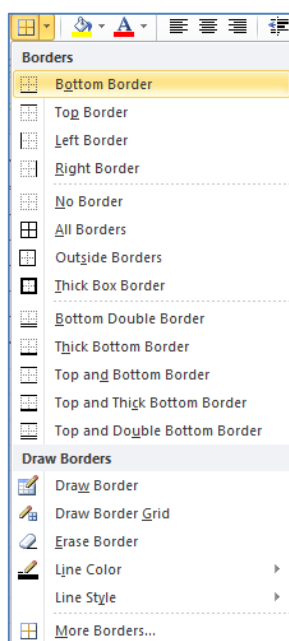 A
Borders
Bottom Border
Top Border
Left Border
Right Border
No Border
All Borders
Outside Borders
Thick Box Border
Bottom Double Border
Thick Bottom Border
Top and Bottom Border
Top and Thick Bottom Border
Top and Double Bottom Border
Draw Borders
Draw Border
Draw Border Grid
Erase Border
Line Color
Line Style
More Borders...